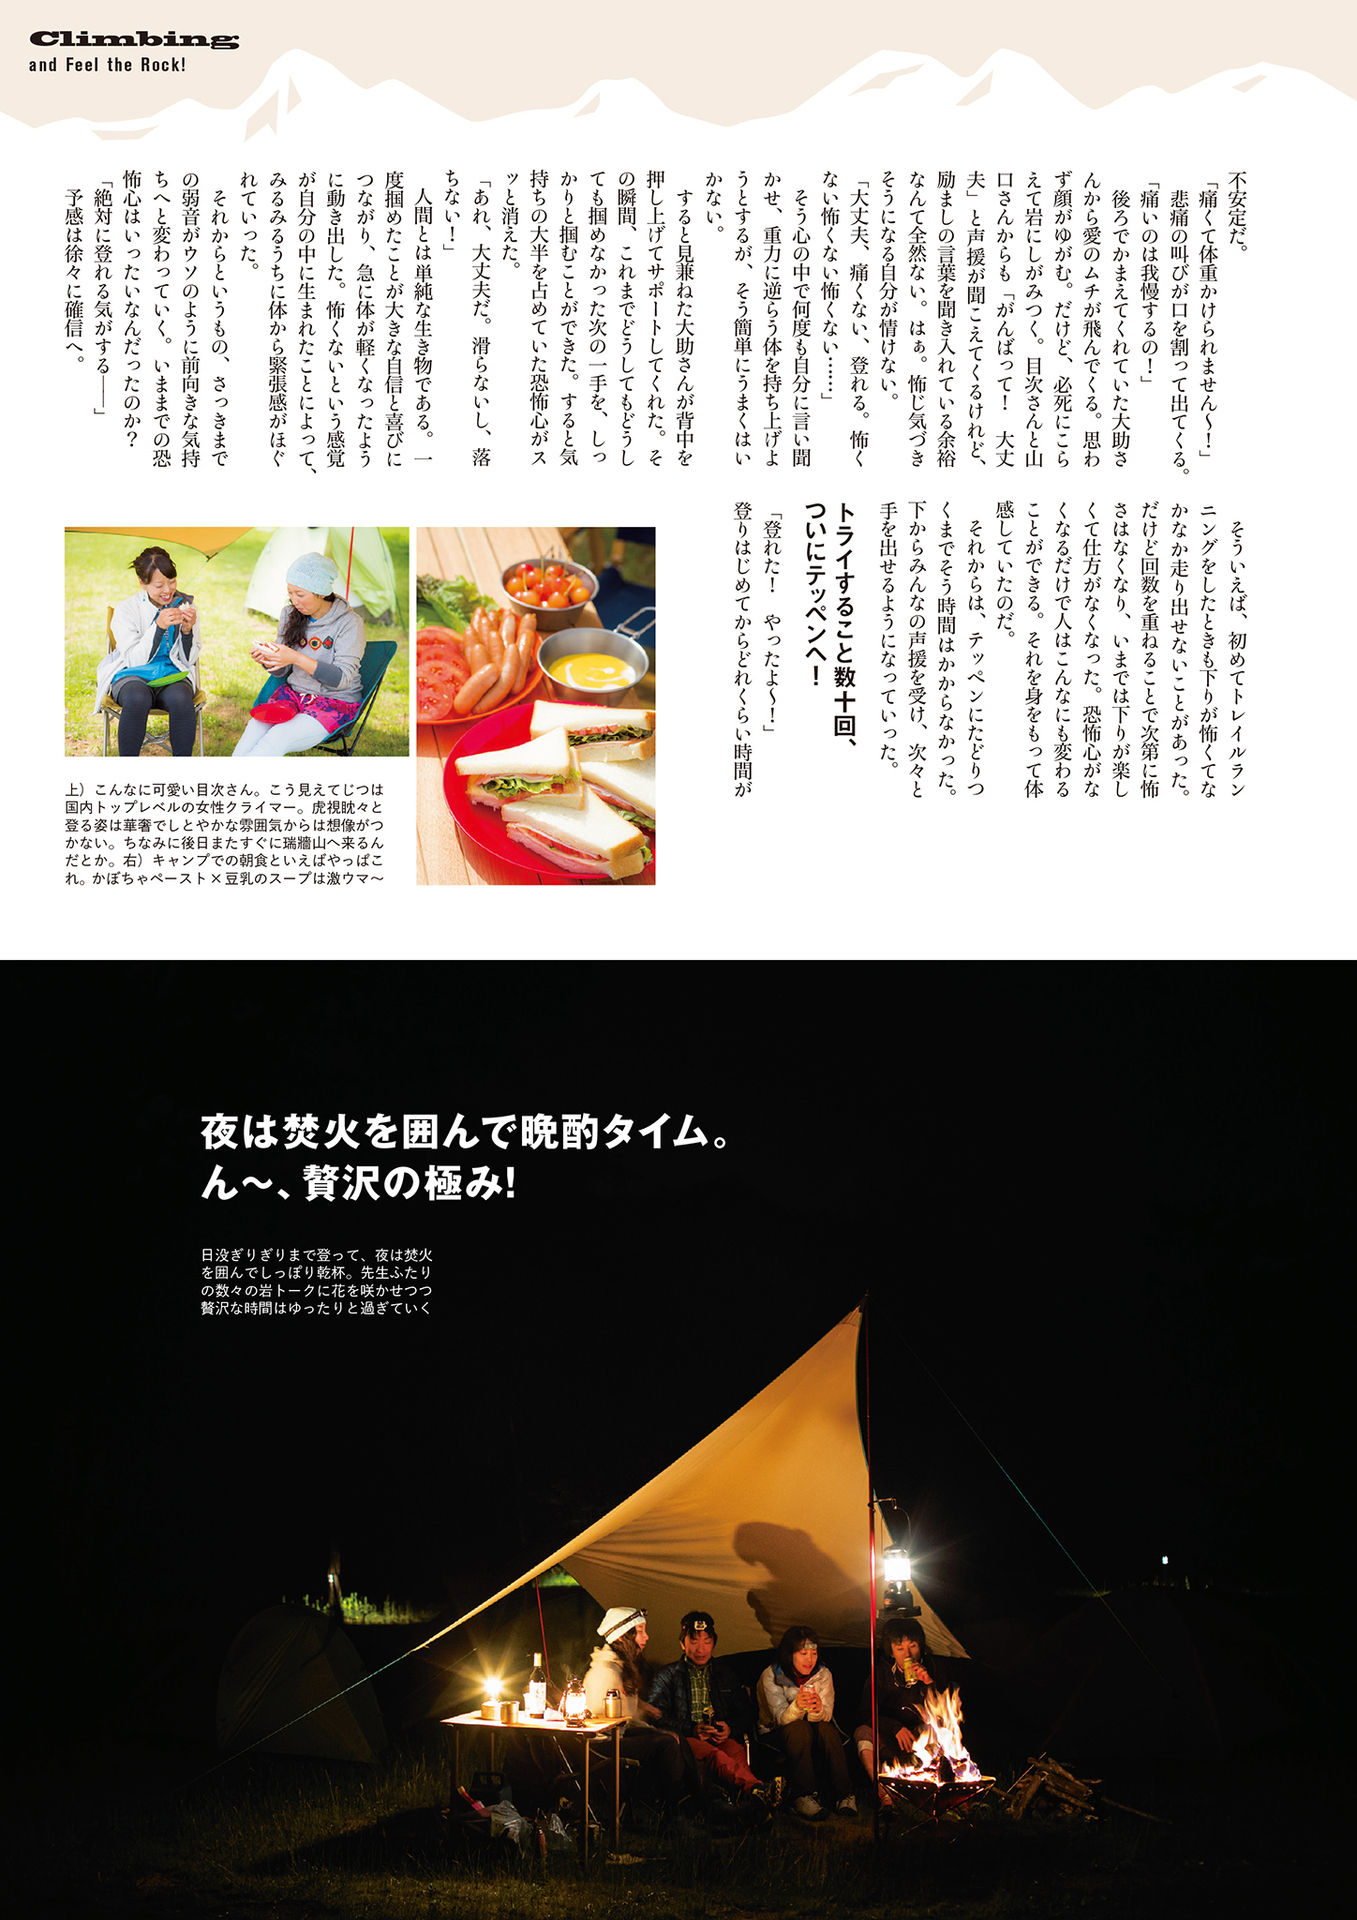 Climbing
and Feel the Rock!
不安定だ。
「痛くて体重かけられません〜！」
悲痛の叫びが口を割って出てくる。
「痛いのは我慢するの！」
後ろでかまえてくれていた大助さ
んから愛のムチが飛んでくる。思わ
ず顔がゆがむ。だけど、必死にこら
えて岩にしがみつく。目次さんと山
口さんからも「がんばって！　大丈
夫」と声援が聞こえてくるけれど、
励ましの言葉を聞き入れている余裕
なんて全然ない。はぁ。怖じ気づき
そうになる自分が情けない。
「大丈夫、痛くない、登れる。怖く
ない怖くない怖くない……」
そう心の中で何度も自分に言い聞
かせ、重力に逆らう体を持ち上げよ
うとするが、そう簡単にうまくはい
かない。
すると見兼ねた大助さんが背中を
押し上げてサポートしてくれた。そ
の瞬間、これまでどうしてもどうし
ても掴めなかった次の一手を、しっ
かりと掴むことができた。すると気
持ちの大半を占めていた恐怖心がス
ッと消えた。
「あれ、大丈夫だ。滑らないし、落
ちない！」
人間とは単純な生き物である。一
度掴めたことが大きな自信と喜びに
つながり、急に体が軽くなったよう
に動き出した。怖くないという感覚
が自分の中に生まれたことによって、
みるみるうちに体から緊張感がほぐ
れていった。
それからというもの、さっきまで
の弱音がウソのように前向きな気持
ちへと変わっていく。いままでの恐
怖心はいったいなんだったのか？
「絶対に登れる気がする——」
予感は徐々に確信へ。
そういえば、初めてトレイルラン
ニングをしたときも下りが怖くてな
かなか走り出せないことがあった。
だけど回数を重ねることで次第に怖
さはなくなり、いまでは下りが楽し
くて仕方がなくなった。恐怖心がな
くなるだけで人はこんなにも変わる
ことができる。それを身をもって体
感していたのだ。
それからは、テッペンにたどりつ
くまでそう時間はかからなかった。
下からみんなの声援を受け、次々と
手を出せるようになっていった。
トライすること数十回、
ついにテッペンへ！
「登れた！　やったよ〜！」
登りはじめてからどれくらい時間が
上）こんなに可愛い目次さん。こう見えてじつは
国内トップレベルの女性クライマー。虎視眈々と
登る姿は華奢でしとやかな雰囲気からは想像がつ
かない。ちなみに後日またすぐに瑞牆山へ来るん
だとか。右）キャンプでの朝食といえばやっぱこ
れ。かぼちゃペースト×豆乳のスープは激ウマ〜
夜は焚火を囲んで晩酌タイム。
ん〜、贅沢の極み！
日没ぎりぎりまで登って、夜は焚火
を囲んでしっぽり乾杯。先生ふたり
の数々の岩トークに花を咲かせつつ
贅沢な時間はゆったりと過ぎていく